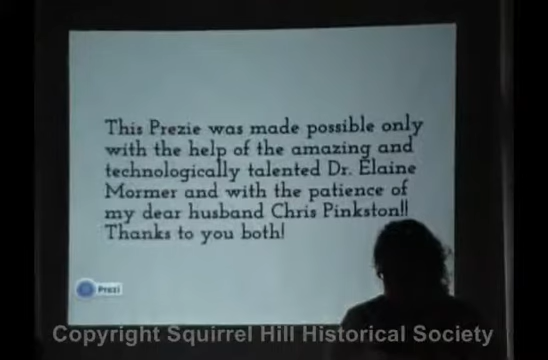 This Prezie was made possible only
with the help of the amazing and
technologically talented Dr. Elaine
Mormer and with the patience of
my dear husband Chris Pinkston!!
Thanks to you both!
Prezi
Copyright Squirrel Hill Historical Society